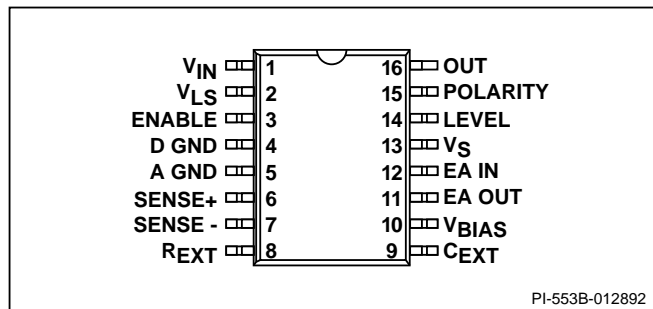 VIN 1 16 OUT
VLS 2 15 POLARITY
ENABLE 3 14 LEVEL
D GND 4 13 VS
A GND 5 12 EA IN
SENSE+ 6 11 EA OUT
SENSE - 7 10 VBIAS
REXT 8 9 CEXT
PI-553B-012892